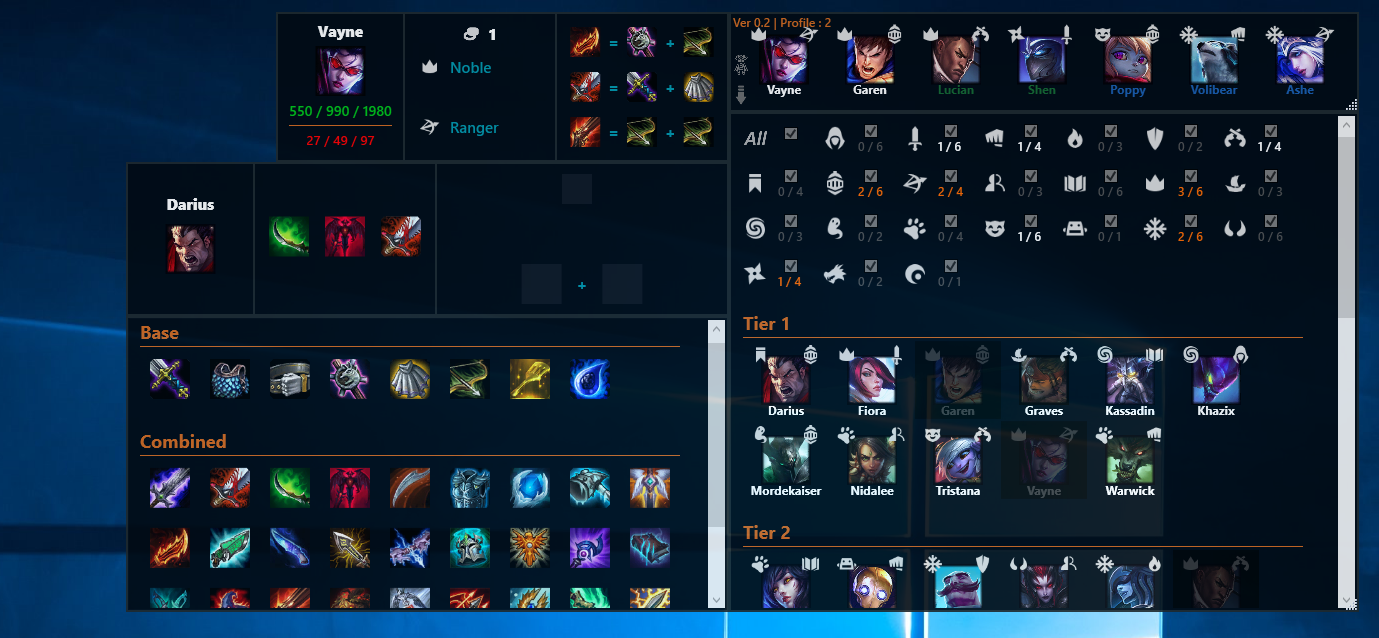 Vayne
550 / 990 / 1980
27 / 49 / 97
1
Noble
Ranger
= +
= +
= +
Ver 0.2 | Profile : 2
Vayne Garen Lucian Shen Poppy Volibear Ashe
Darius
+
All 0 / 6 1 / 6 1 / 4 0 / 3 0 / 2 1 / 4
0 / 4 2 / 6 2 / 4 0 / 3 0 / 6 3 / 6 0 / 3
0 / 3 0 / 2 0 / 4 1 / 6 0 / 1 2 / 6 0 / 6
1 / 4 0 / 2 0 / 1
Base
Combined
Tier 1
Darius Fiora Garen Graves Kassadin Khazix
Mordekaiser Nidalee Tristana Vayne Warwick
Tier 2